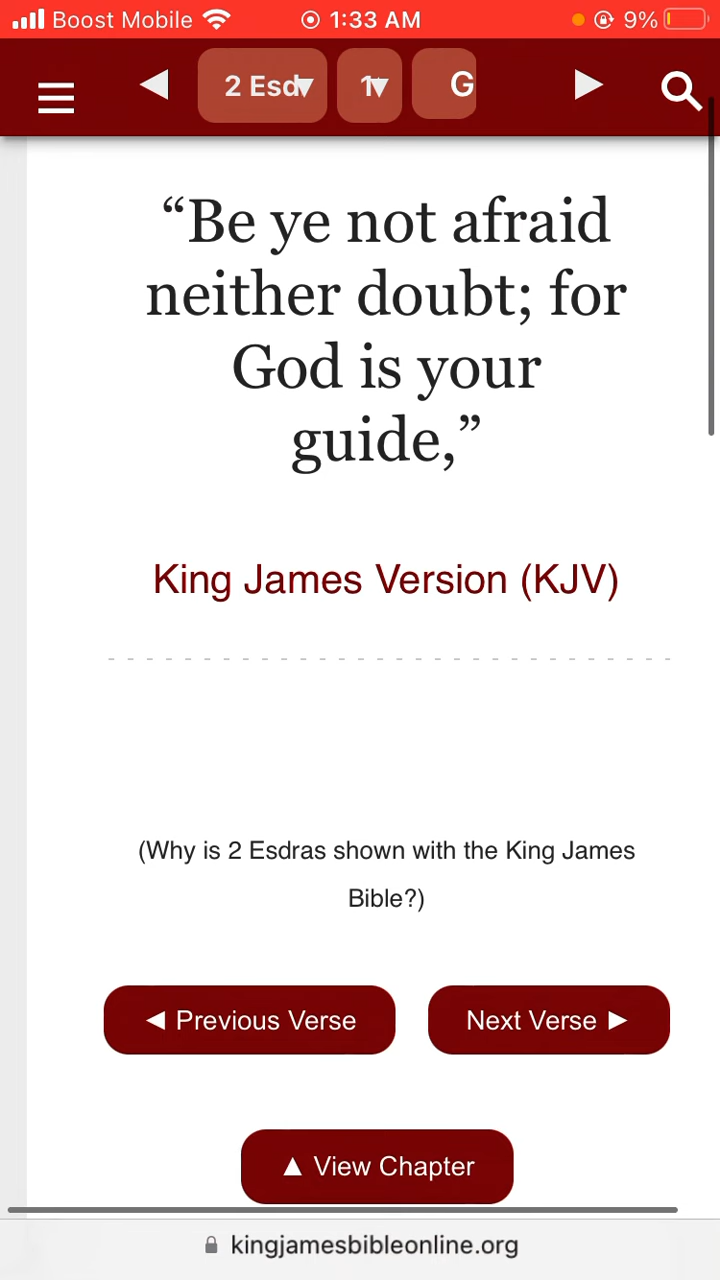 Boost Mobile 1:33 AM 9%
2 Esd 1 G
“Be ye not afraid
neither doubt; for
God is your
guide,”
King James Version (KJV)
(Why is 2 Esdras shown with the King James
Bible?)
◀ Previous Verse Next Verse ▶
▲ View Chapter
kingjamesbibleonline.org